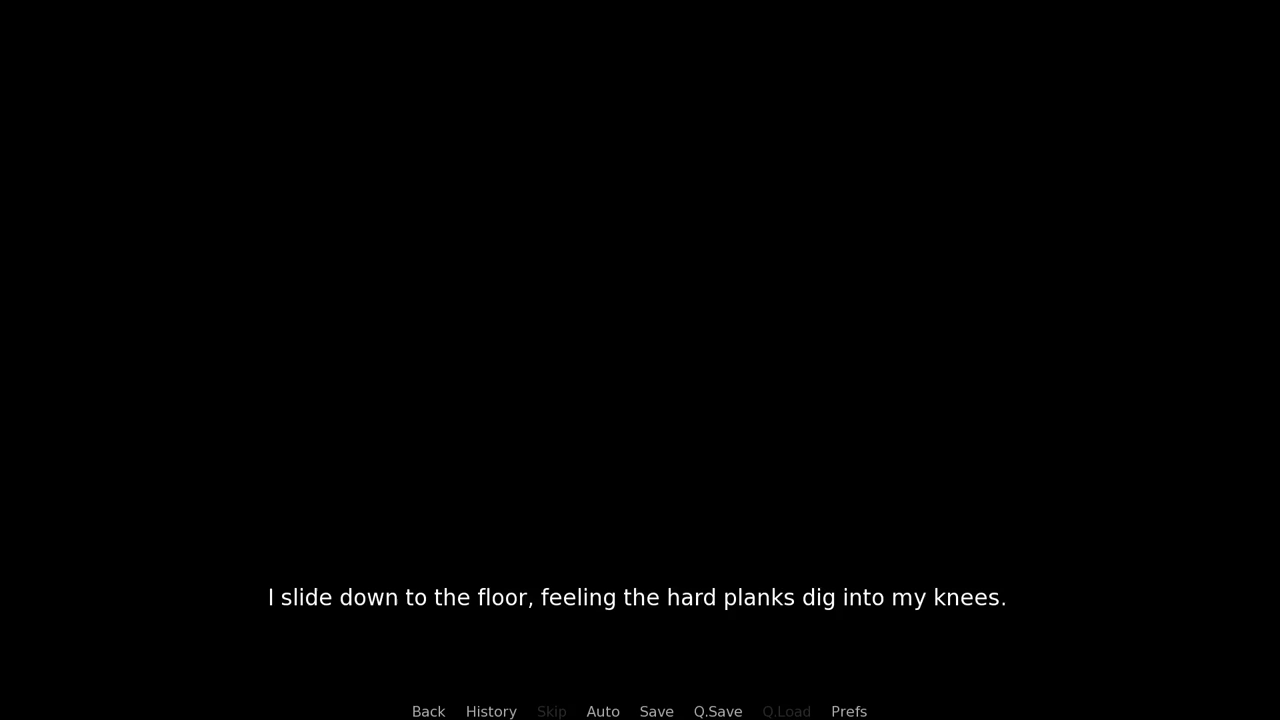 I slide down to the floor, feeling the hard planks dig into my knees.
Back History Skip Auto Save Q.Save Q.Load Prefs